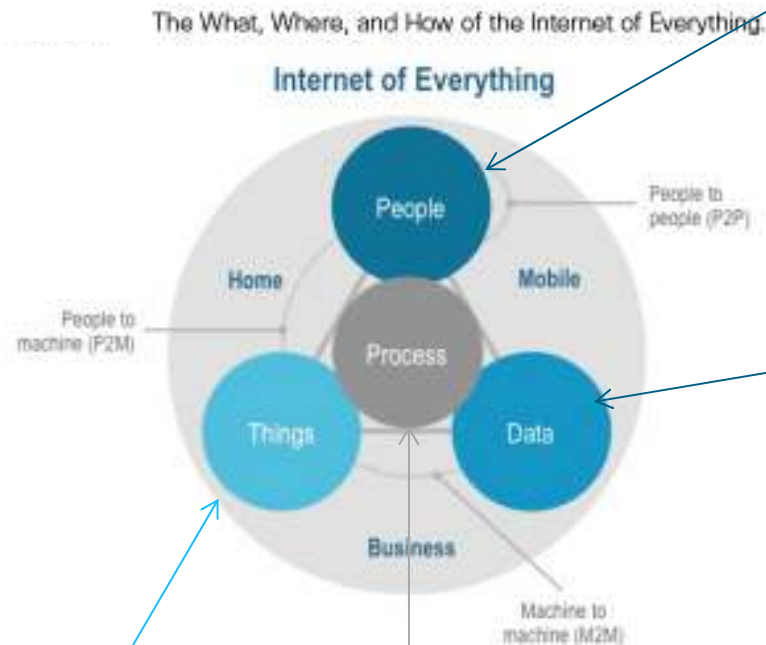 The What, Where, and How of the Internet of Everything.
Internet of Everything
People
People to
people (P2P)
Home
Mobile
People to
machine (P2M)
Process
Things
Data
Business
Machine to
machine (M2M)